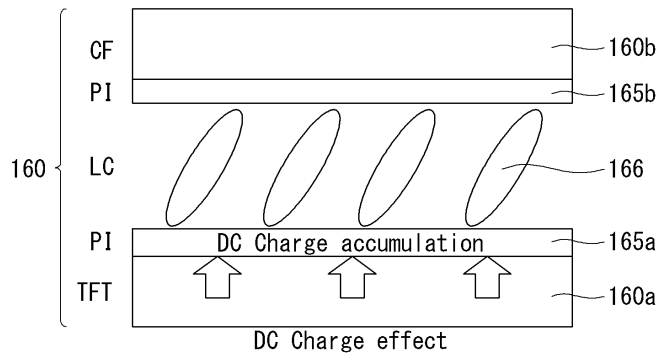 CF 160b
PI 165b
160 LC 166
PI DC Charge accumulation 165a
TFT 160a
DC Charge effect